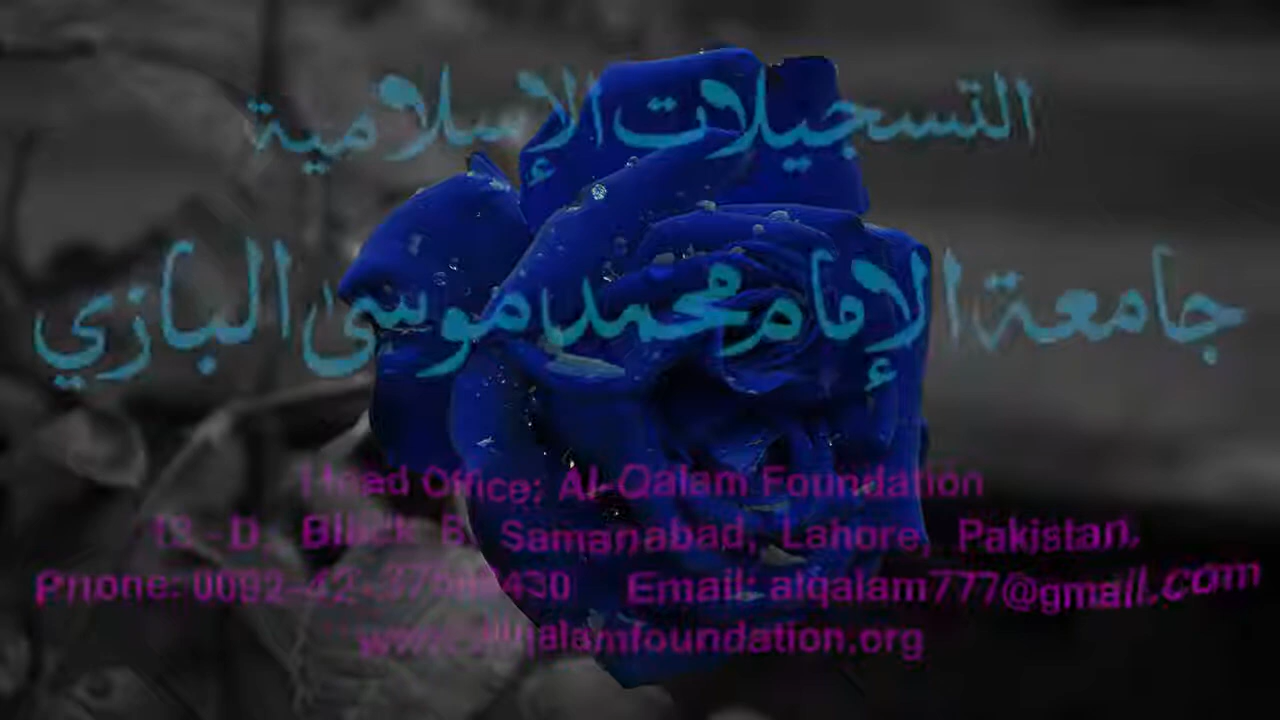 التسجيلات الإسلامية
جامعة الإمام محمد موسىٰ البازي
Head Office; Al-Qalam Foundation
Block B, Samanabad, Lahore, Pakistan.
Phone: Email: alqalam777@gmail.com